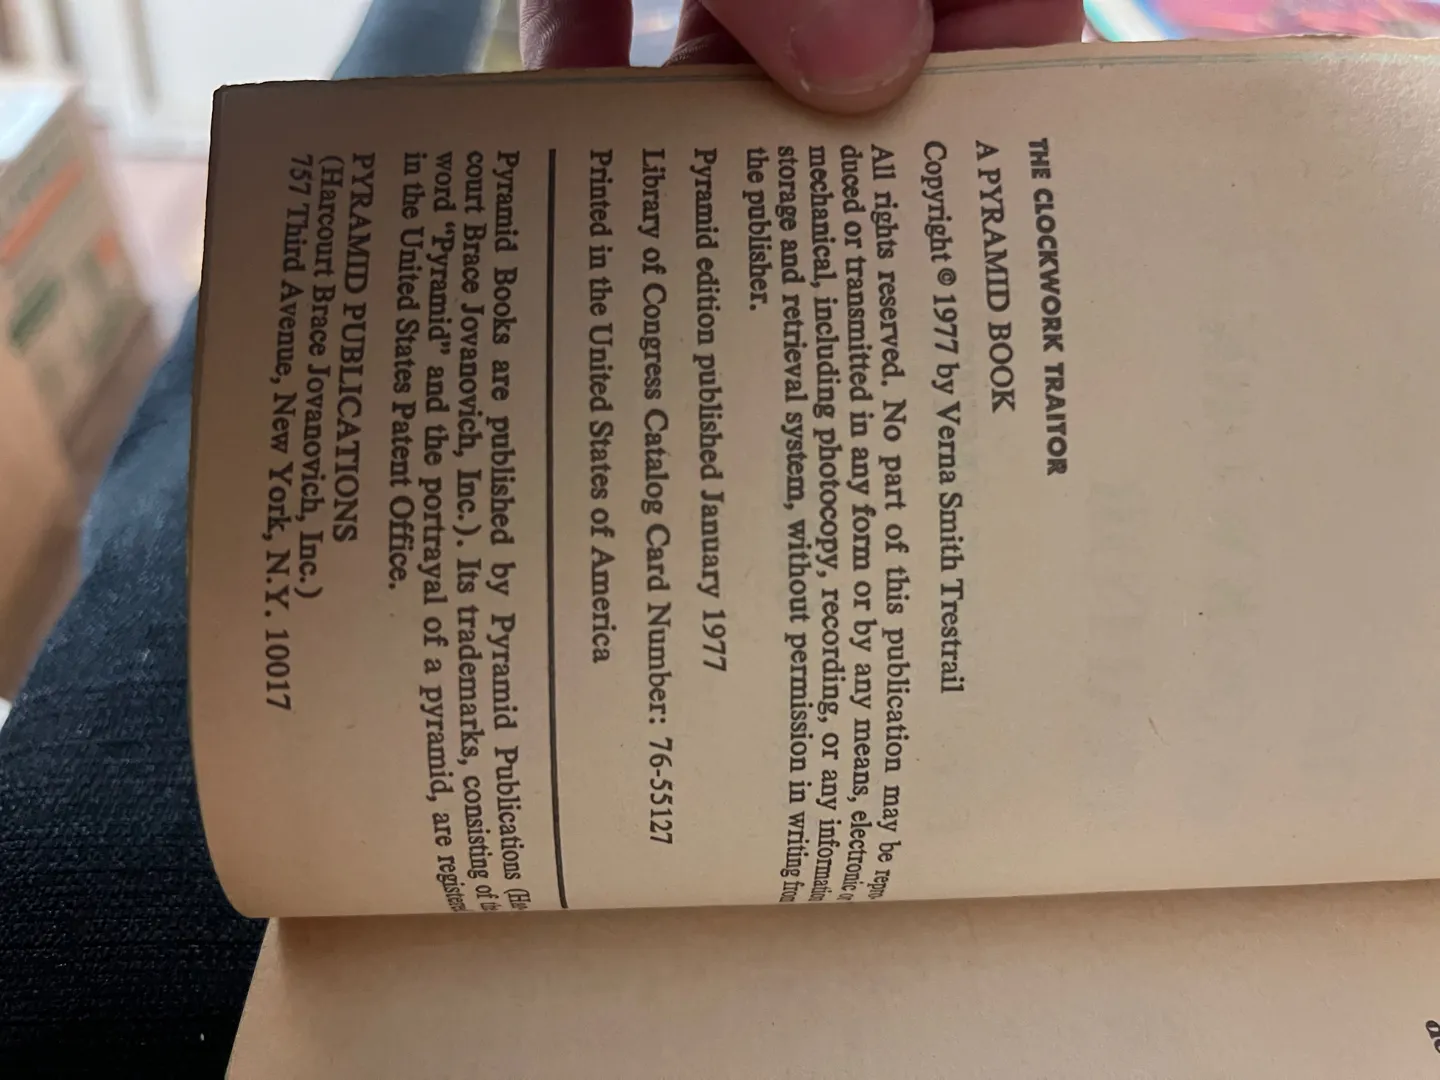 THE CLOCKWORK TRAITOR
A PYRAMID BOOK
Copyright © 1977 by Verna Smith Trestrail
All rights reserved. No part of this publication may be repro-
duced or transmitted in any form or by any means, electronic or
mechanical, including photocopy, recording, or any information
storage and retrieval system, without permission in writing from
the publisher.
Pyramid edition published January 1977
Library of Congress Catalog Card Number: 76-55127
Printed in the United States of America
Pyramid Books are published by Pyramid Publications (Har-
court Brace Jovanovich, Inc.). Its trademarks, consisting of the
word "Pyramid" and the portrayal of a pyramid, are registered
in the United States Patent Office.
PYRAMID PUBLICATIONS
(Harcourt Brace Jovanovich, Inc.)
757 Third Avenue, New York, N.Y. 10017